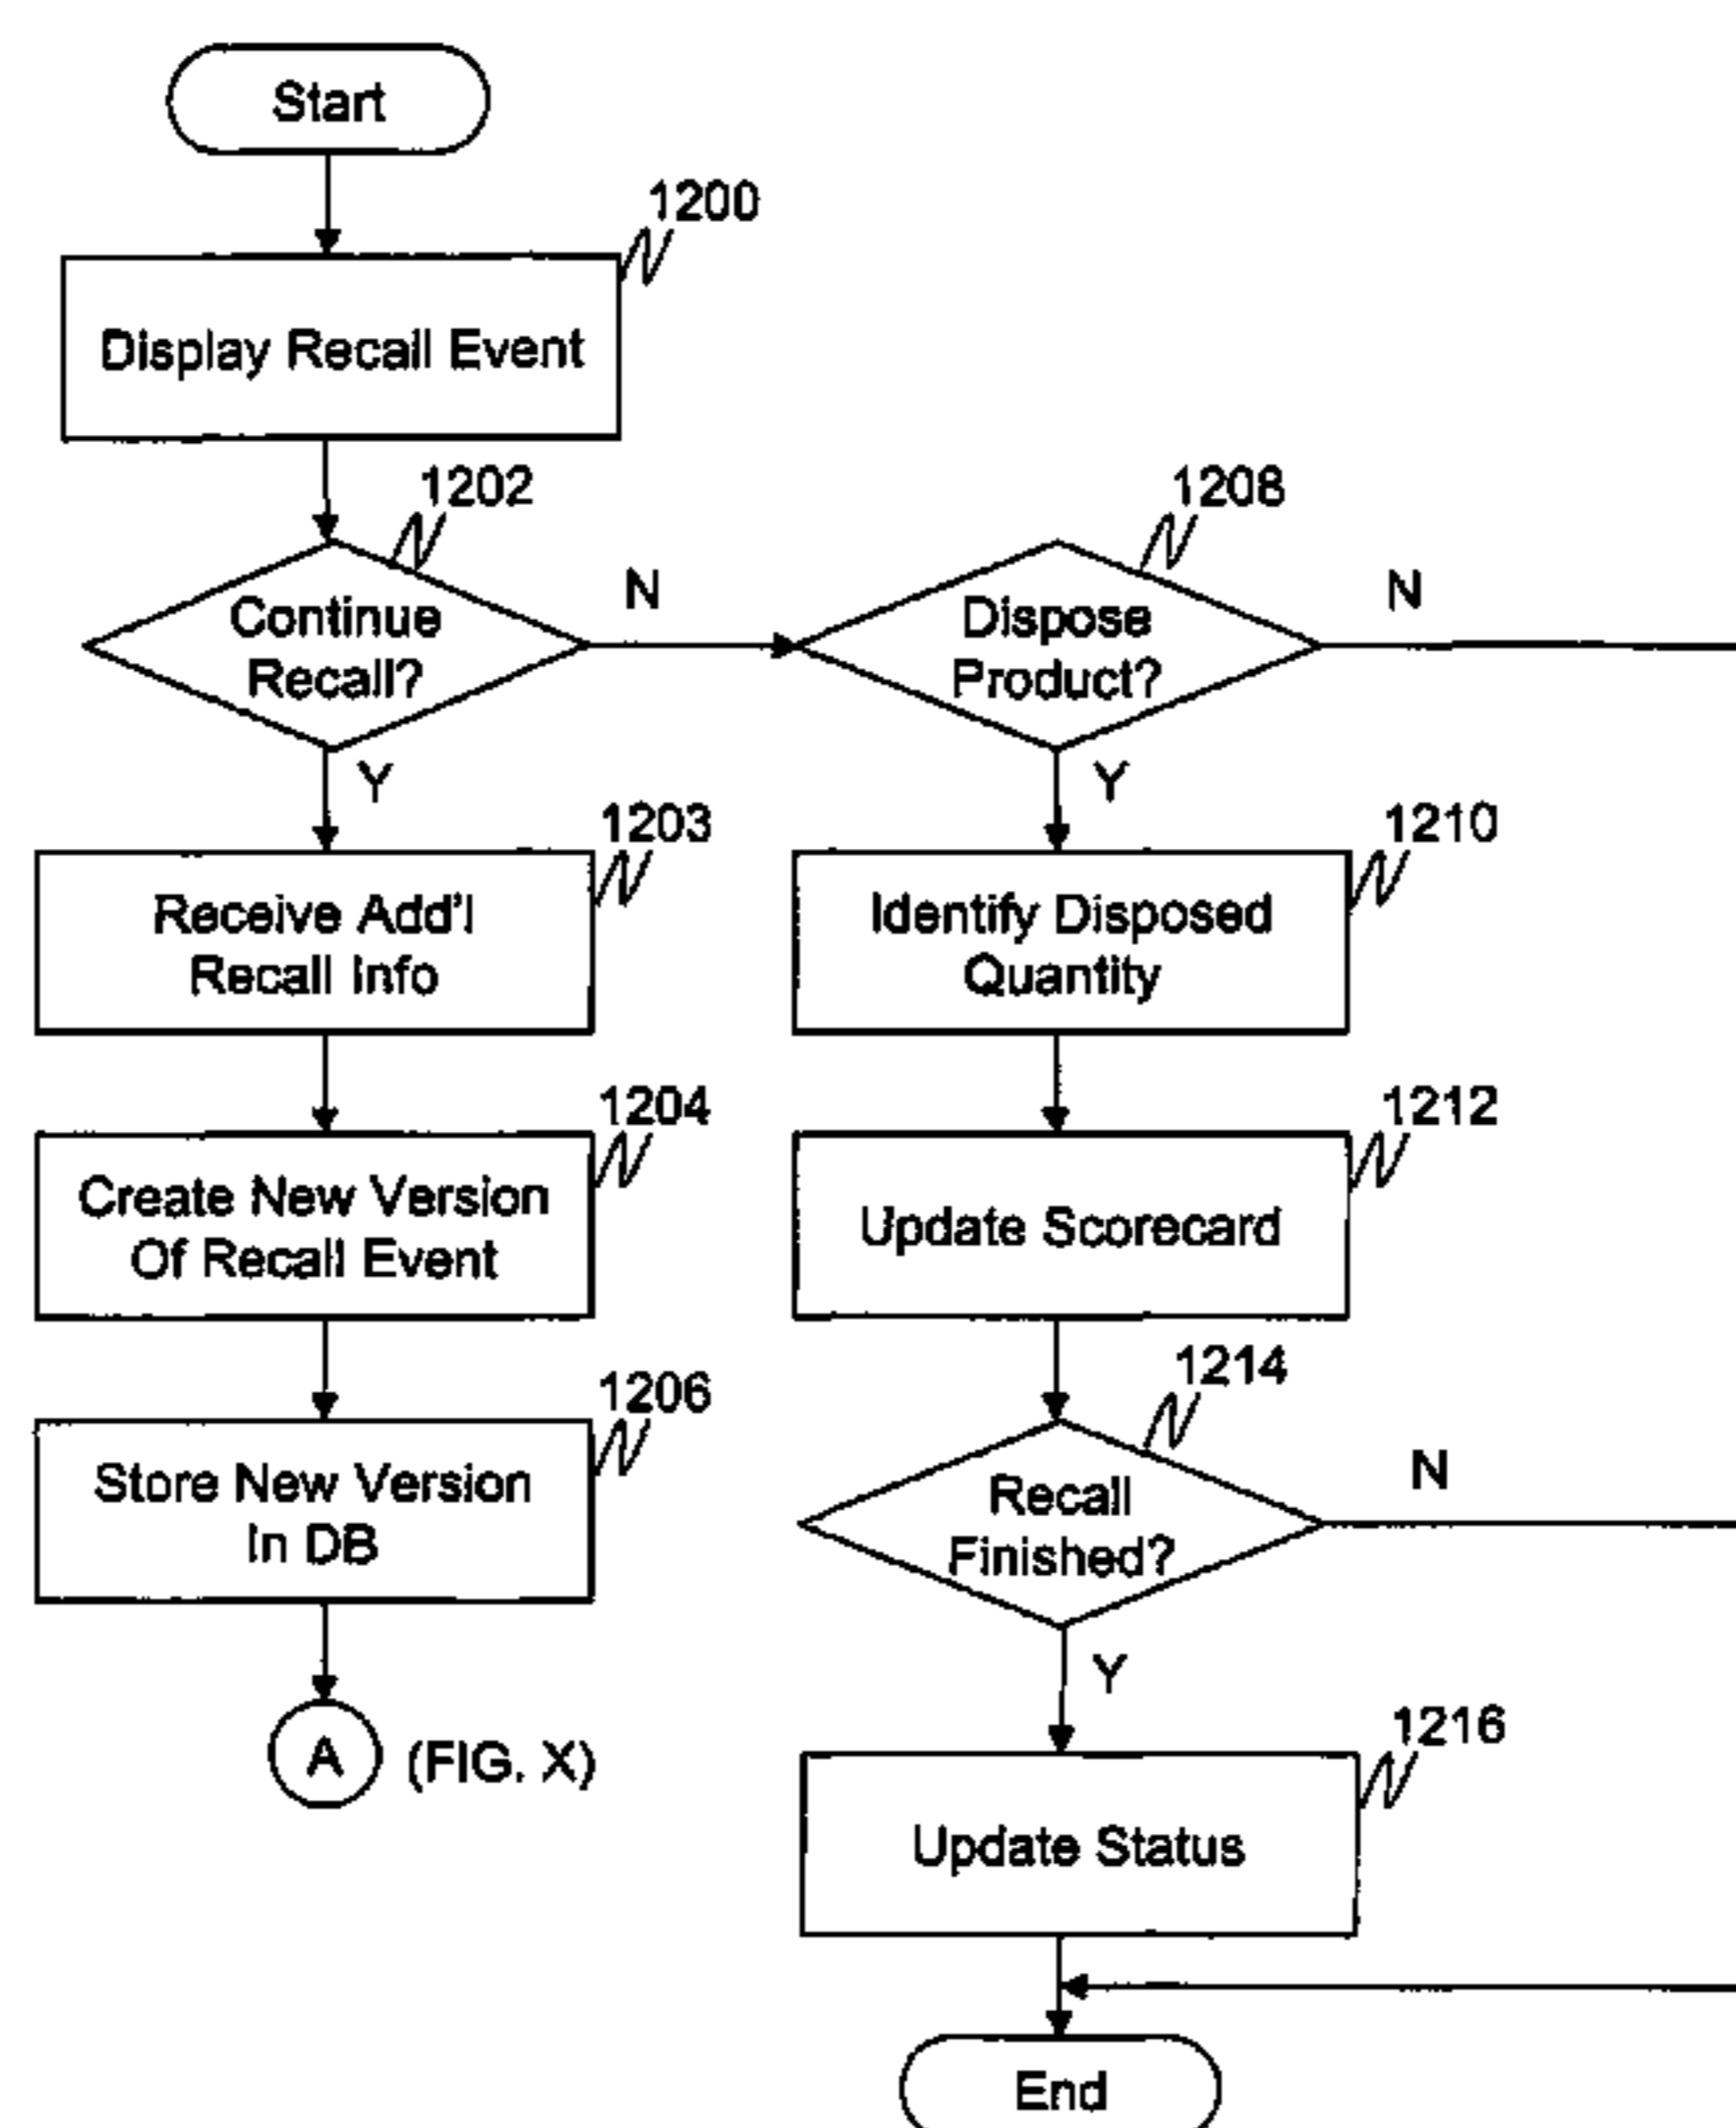 Start
1200
Display Recall Event
1202
Continue
Recall?
N
Y
1208
Dispose
Product?
N
Y
1203
Receive Add'l
Recall Info
1210
Identify Disposed
Quantity
1204
Create New Version
Of Recall Event
1212
Update Scorecard
1206
Store New Version
In DB
1214
Recall
Finished?
N
Y
A (FIG. X)
1216
Update Status
End